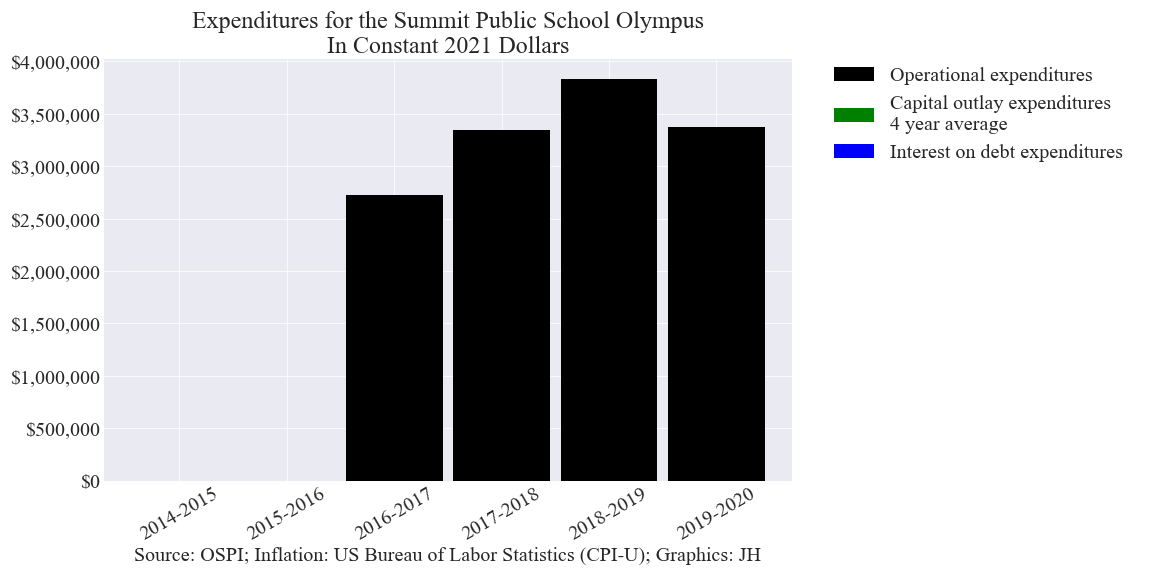 Expenditures for the Summit Public School Olympus
In Constant 2021 Dollars
$4,000,000
$3,500,000
$3,000,000
$2,500,000
$2,000,000
$1,500,000
$1,000,000
$500,000
$0
2014-2015
2015-2016
2016-2017
2017-2018
2018-2019
2019-2020
Source: OSPI; Inflation: US Bureau of Labor Statistics (CPI-U); Graphics: JH
Operational expenditures
Capital outlay expenditures
4 year average
Interest on debt expenditures